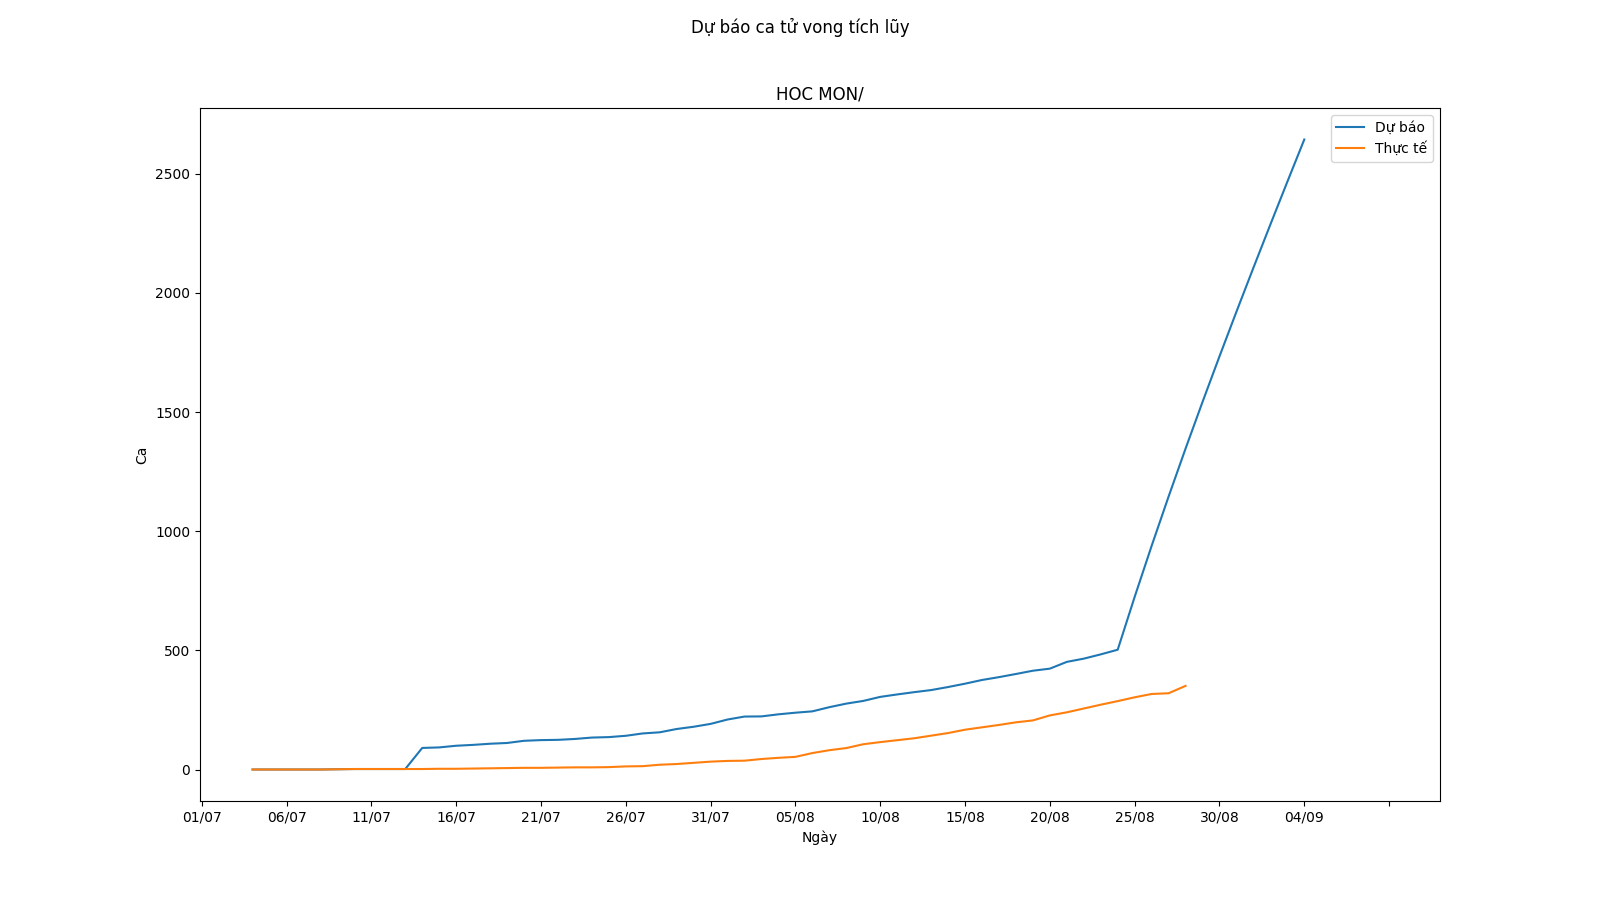 Dự báo ca tử vong tích lũy
HOC MON/
Dự báo
Thực tế
2500
2000
1500
1000
500
0
Ca
01/07 06/07 11/07 16/07 21/07 26/07 31/07 05/08 10/08 15/08 20/08 25/08 30/08 04/09
Ngày